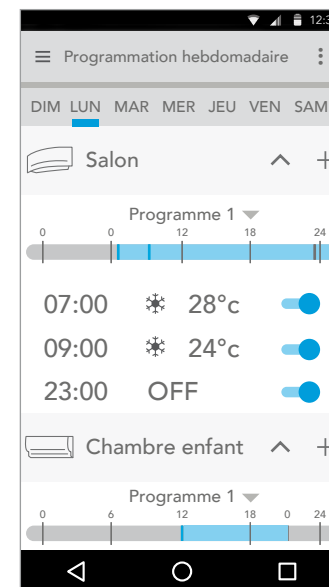 12:3
Programmation hebdomadaire
DIM LUN MAR MER JEU VEN SAM
Salon
Programme 1
0 0 12 18 24
07:00 28°c
09:00 24°c
23:00 OFF
Chambre enfant
Programme 1
0 6 12 18 0 24